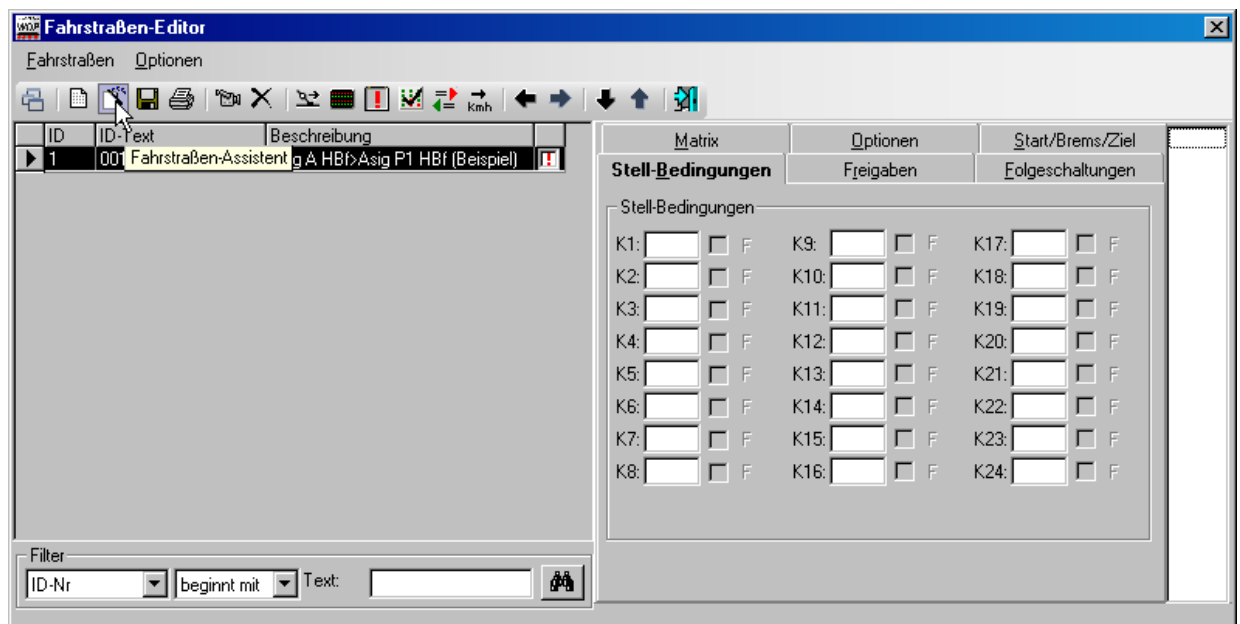 Fahrstraßen-Editor
Fahrstraßen Optionen
Kmh
ID ID-Text Beschreibung
1 001 g A HBf>Asig P1 HBf (Beispiel)
Fahrstraßen-Assistent
Matrix Optionen Start/Brems/Ziel
Stell-Bedingungen Freigaben Folgeschaltungen
Stell-Bedingungen
K1: F K9: F K17: F
K2: F K10: F K18: F
K3: F K11: F K19: F
K4: F K12: F K20: F
K5: F K13: F K21: F
K6: F K14: F K22: F
K7: F K15: F K23: F
K8: F K16: F K24: F
Filter
ID-Nr beginnt mit Text: